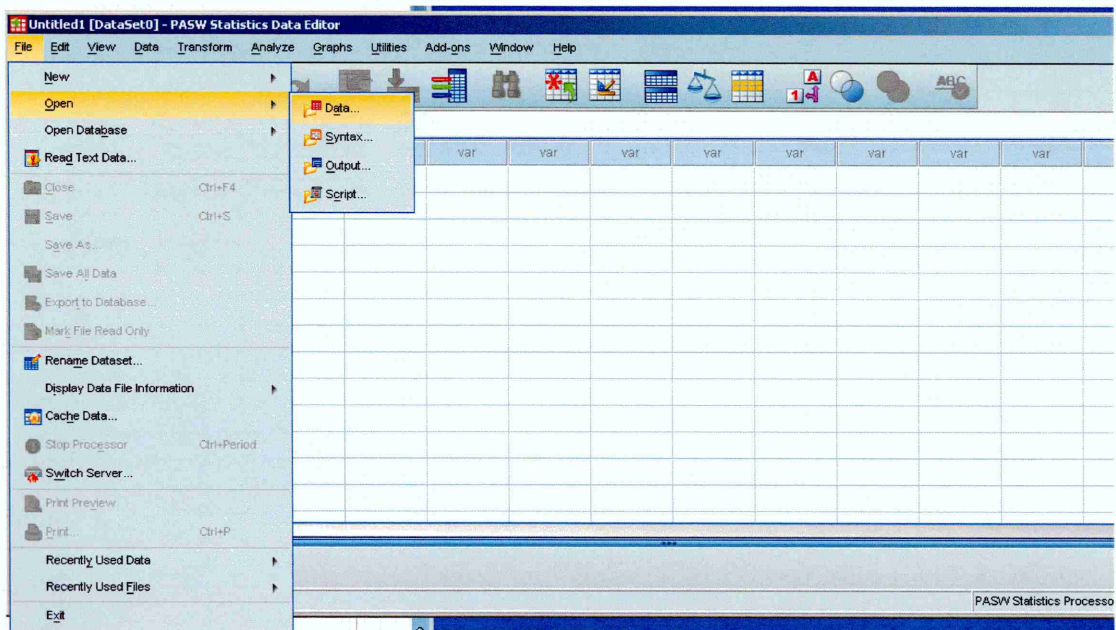 Untitled1 [DataSet0] - PASW Statistics Data Editor
File Edit View Data Transform Analyze Graphs Utilities Add-ons Window Help
New
Open
Open Database
Read Text Data...
Close Ctrl+F4
Save Ctrl+S
Save As...
Save All Data
Export to Database...
Mark File Read Only
Rename Dataset...
Display Data File Information
Cache Data...
Stop Processor Ctrl+Period
Switch Server...
Print Preview
Print... Ctrl+P
Recently Used Data
Recently Used Files
Exit
Data...
Syntax...
Output...
Script...
A
1
ABC
var var var var var var var var
PASW Statistics Processo